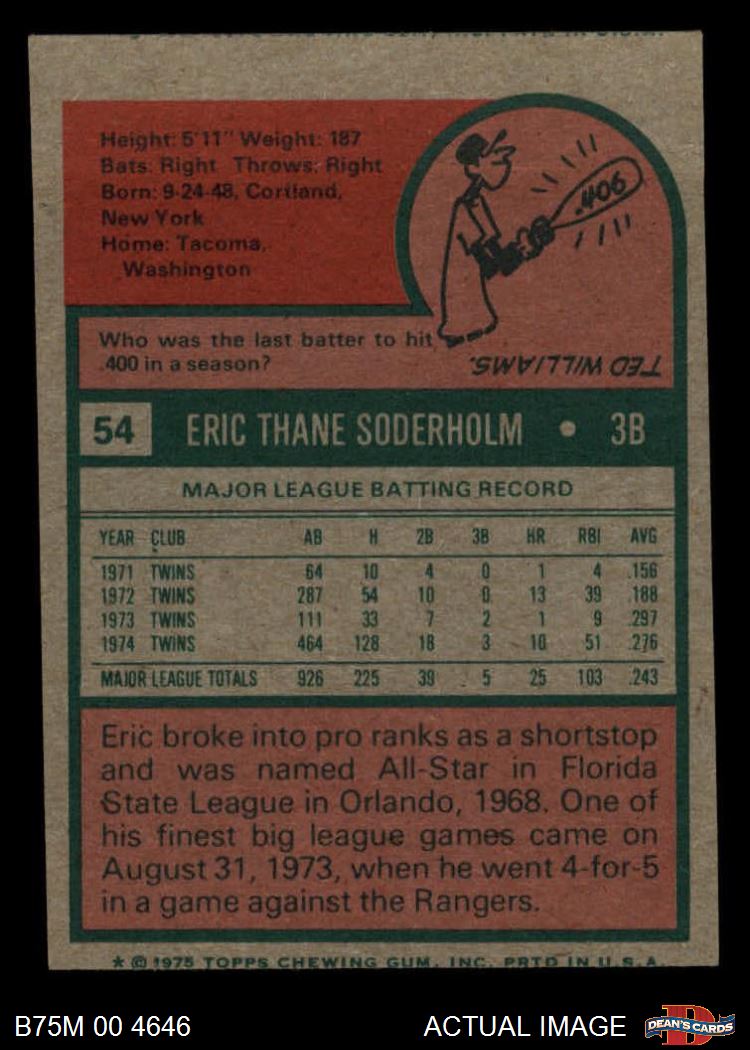 Height: 5'11" Weight: 187
Bats: Right Throws: Right
Born: 9-24-48, Cortland,
New York
Home: Tacoma,
Washington
.406
Who was the last batter to hit
.400 in a season?
TED WILLIAMS.
54 ERIC THANE SODERHOLM • 3B
MAJOR LEAGUE BATTING RECORD
YEAR CLUB AB H 2B 3B HR RBI AVG
1971 TWINS 64 10 4 0 1 4 .156
1972 TWINS 287 54 10 0 13 39 .188
1973 TWINS 111 33 7 2 1 9 .297
1974 TWINS 464 128 18 3 10 51 .276
MAJOR LEAGUE TOTALS 926 225 39 5 25 103 .243
Eric broke into pro ranks as a shortstop
and was named All-Star in Florida
State League in Orlando, 1968. One of
his finest big league games came on
August 31, 1973, when he went 4-for-5
in a game against the Rangers.
* © 1975 TOPPS CHEWING GUM, INC. PRTD IN U.S.A.
B75M 00 4646 ACTUAL IMAGE DEAN'S CARDS